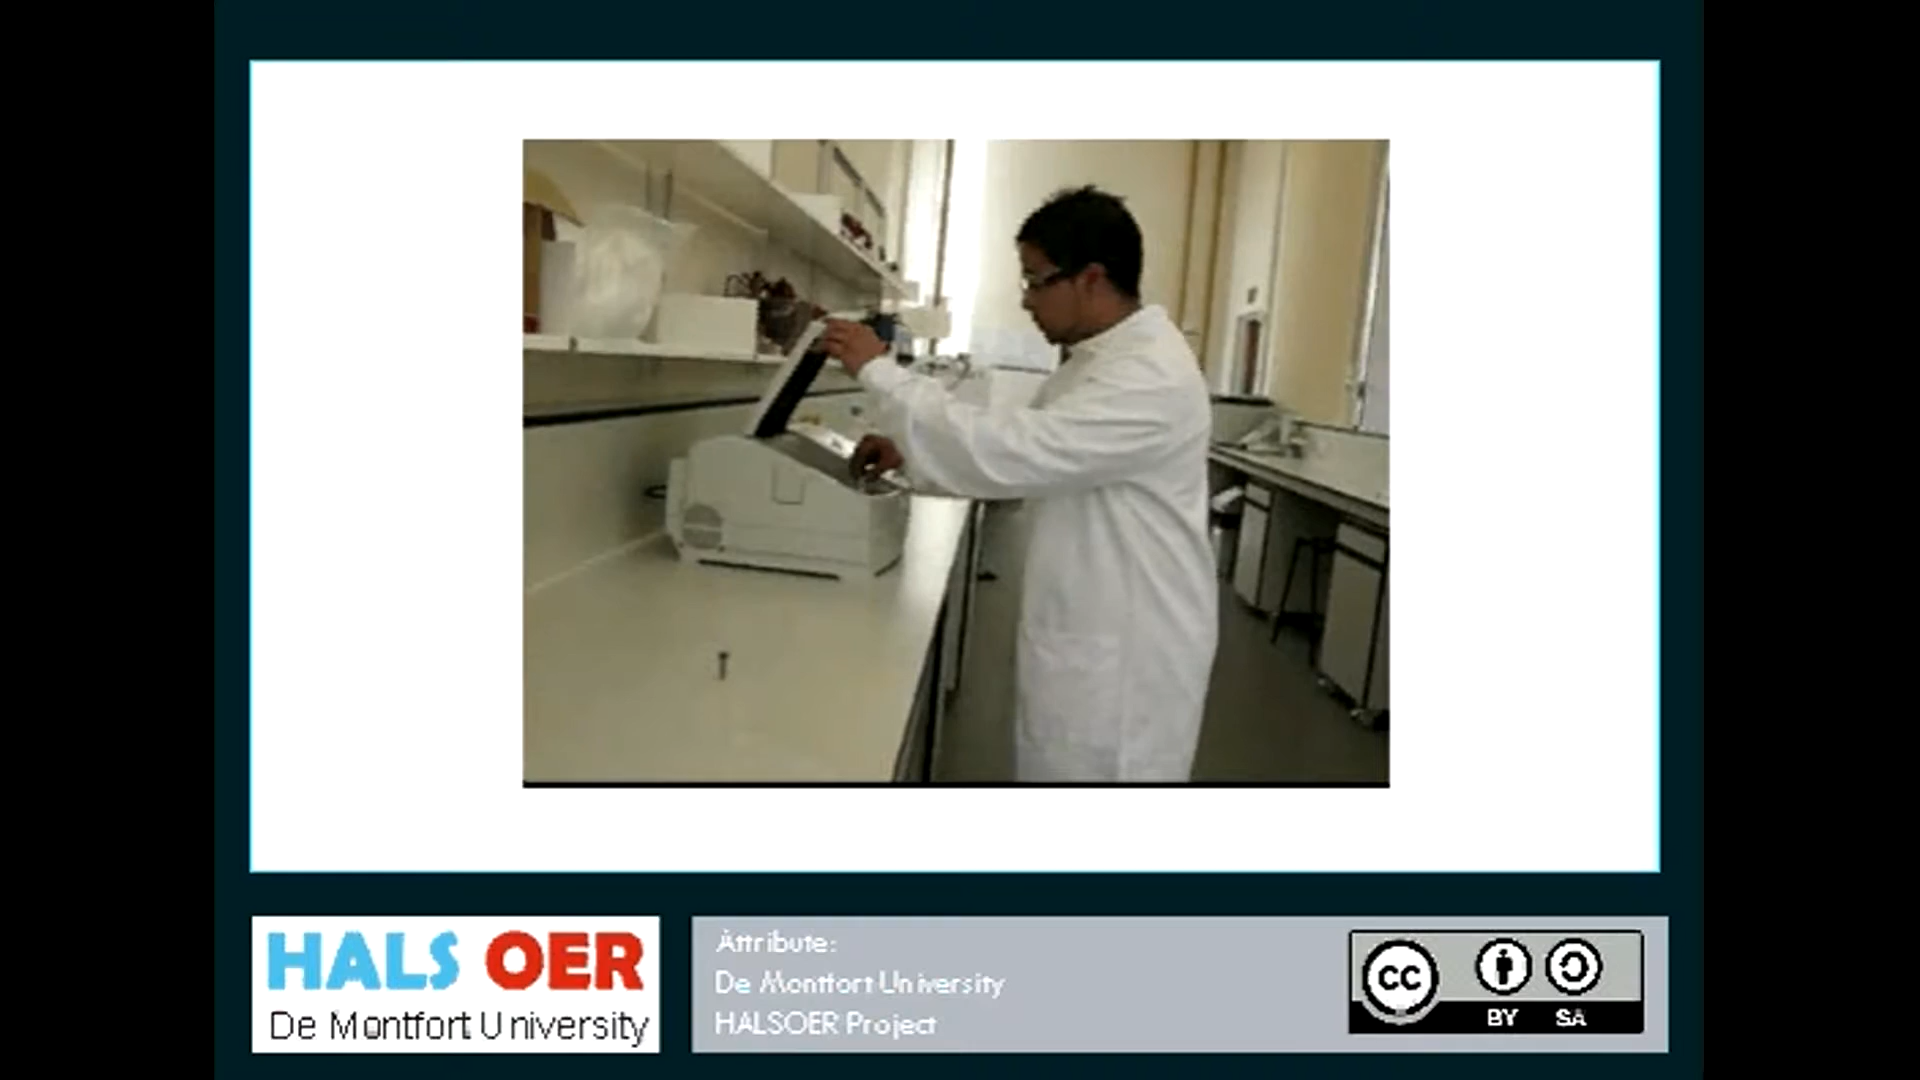 HALS OER
De Montfort University
Attribute:
De Montfort University
HALSOER Project
CC
BY SA